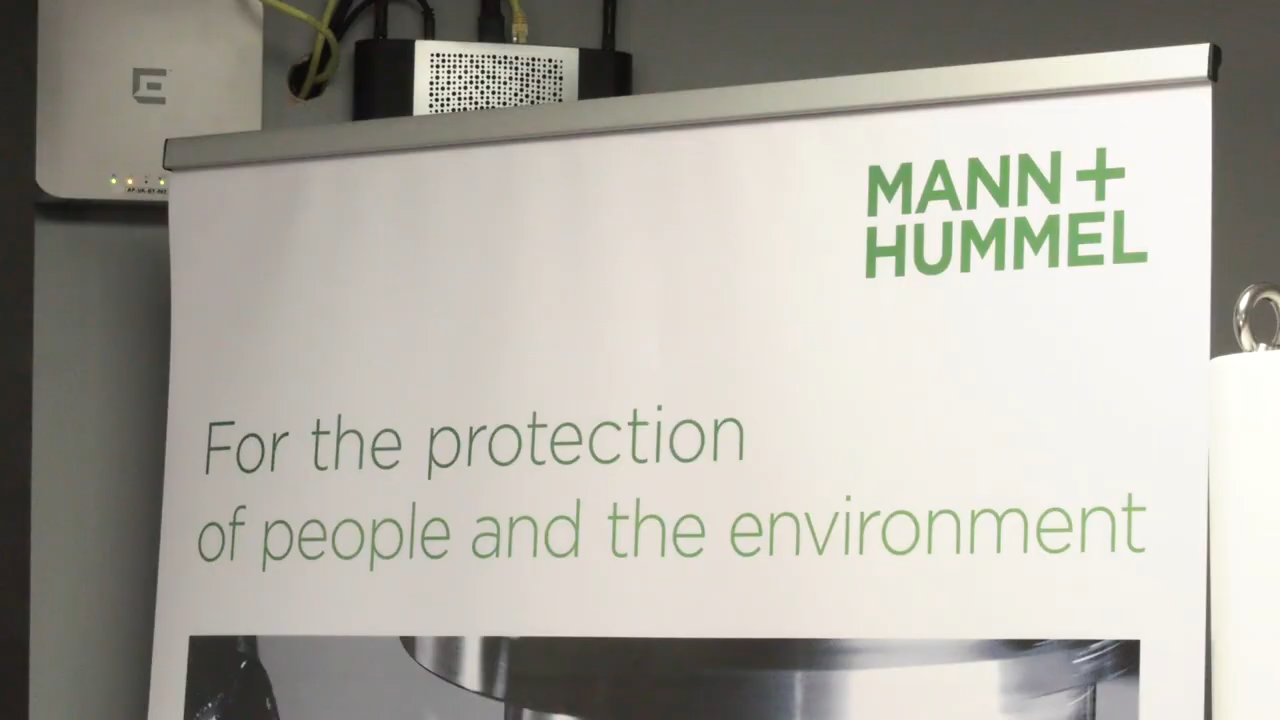 MANN+
HUMMEL
For the protection
of people and the environment